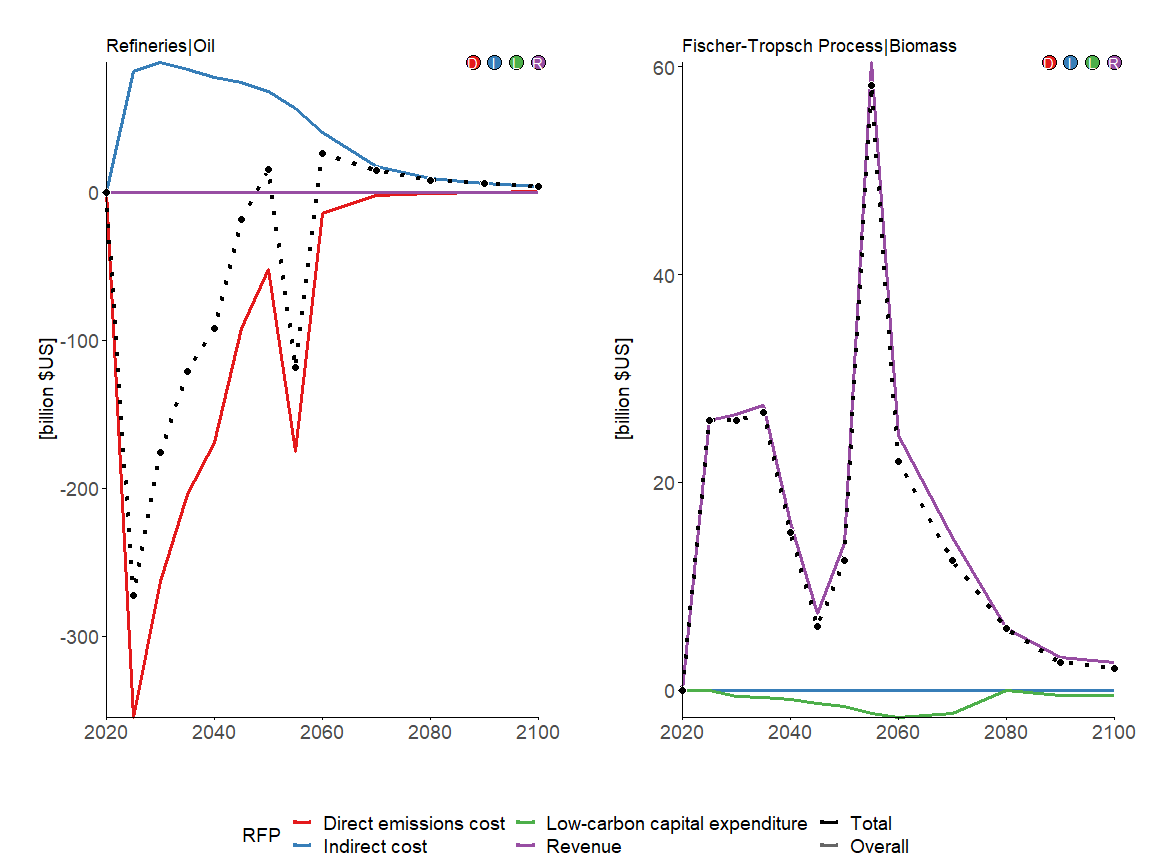 Refineries|Oil
D I L R
0
-100
-200
-300
[billion $US]
2020 2040 2060 2080 2100
Fischer-Tropsch Process|Biomass
D I L R
60
40
20
0
[billion $US]
2020 2040 2060 2080 2100
RFP
Direct emissions cost Low-carbon capital expenditure Total
Indirect cost Revenue Overall